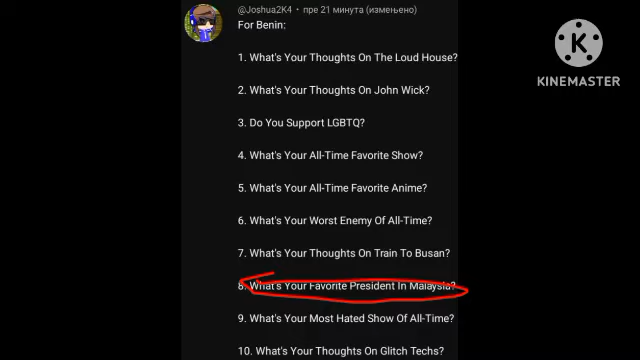 @Joshua2K4 • пре 21 минута (измењено)
For Benin:
1. What's Your Thoughts On The Loud House?
2. What's Your Thoughts On John Wick?
3. Do You Support LGBTQ?
4. What's Your All-Time Favorite Show?
5. What's Your All-Time Favorite Anime?
6. What's Your Worst Enemy Of All-Time?
7. What's Your Thoughts On Train To Busan?
8. What's Your Favorite President In Malaysia?
9. What's Your Most Hated Show Of All-Time?
10. What's Your Thoughts On Glitch Techs?
K
KINEMASTER